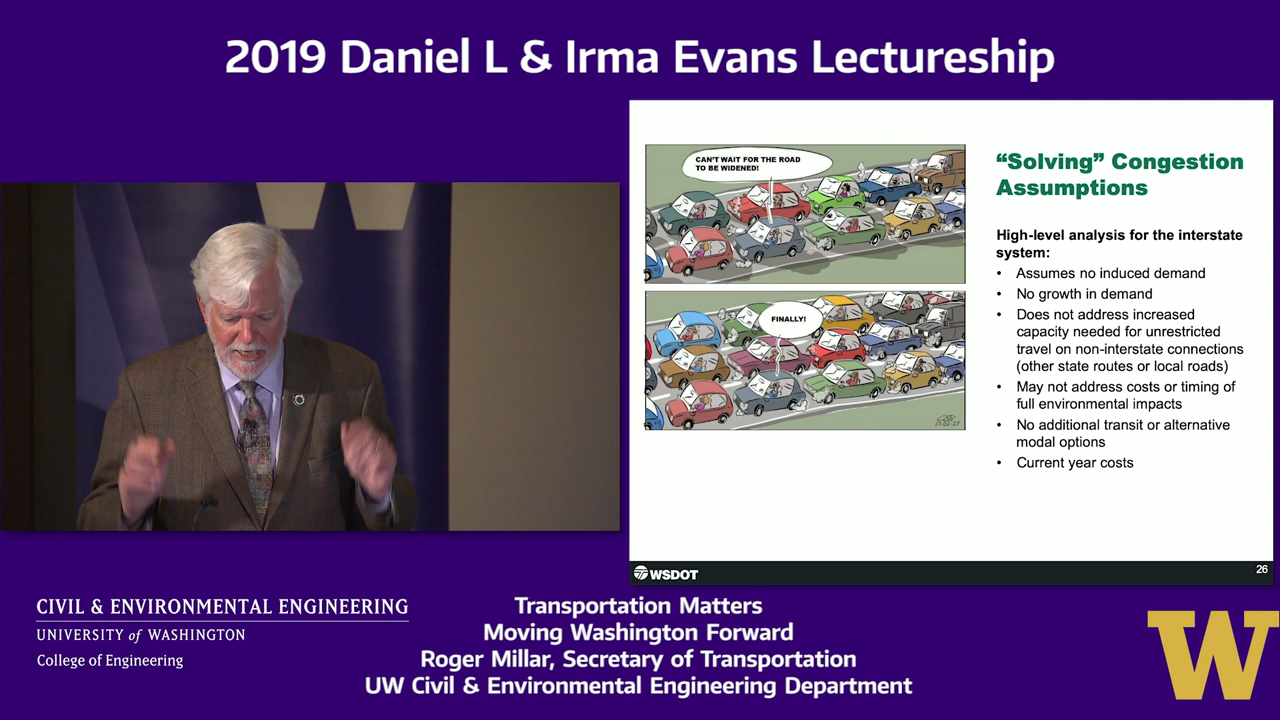 2019 Daniel L & Irma Evans Lectureship
CAN'T WAIT FOR THE ROAD
TO BE WIDENED!
FINALLY!
“Solving” Congestion
Assumptions
High-level analysis for the interstate
system:
• Assumes no induced demand
• No growth in demand
• Does not address increased
capacity needed for unrestricted
travel on non-interstate connections
(other state routes or local roads)
• May not address costs or timing of
full environmental impacts
• No additional transit or alternative
modal options
• Current year costs
WSDOT
26
W
CIVIL & ENVIRONMENTAL ENGINEERING
UNIVERSITY of WASHINGTON
College of Engineering
Transportation Matters
Moving Washington Forward
Roger Millar, Secretary of Transportation
UW Civil & Environmental Engineering Department
W